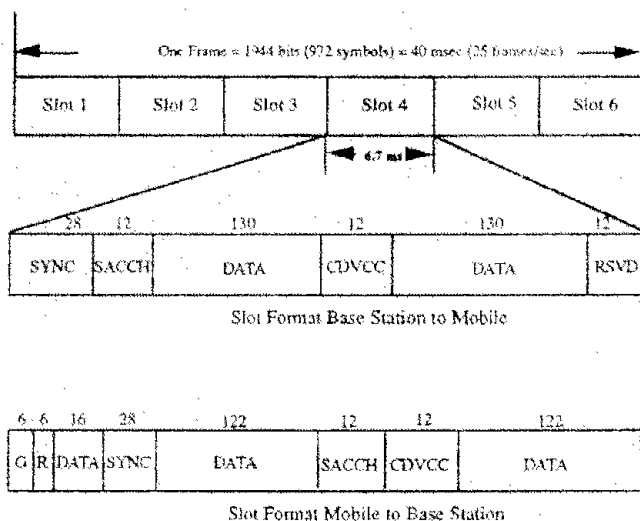 One Frame = 1944 bits (972 symbols) = 40 msec (25 frames/sec)
Slot 1 Slot 2 Slot 3 Slot 4 Slot 5 Slot 6
6.7 ms
28 12 130 12 130 12
SYNC SACCH DATA CDVCC DATA RSVD
Slot Format Base Station to Mobile
6 6 16 28 122 12 12 122
G R DATA SYNC DATA SACCH CDVCC DATA
Slot Format Mobile to Base Station